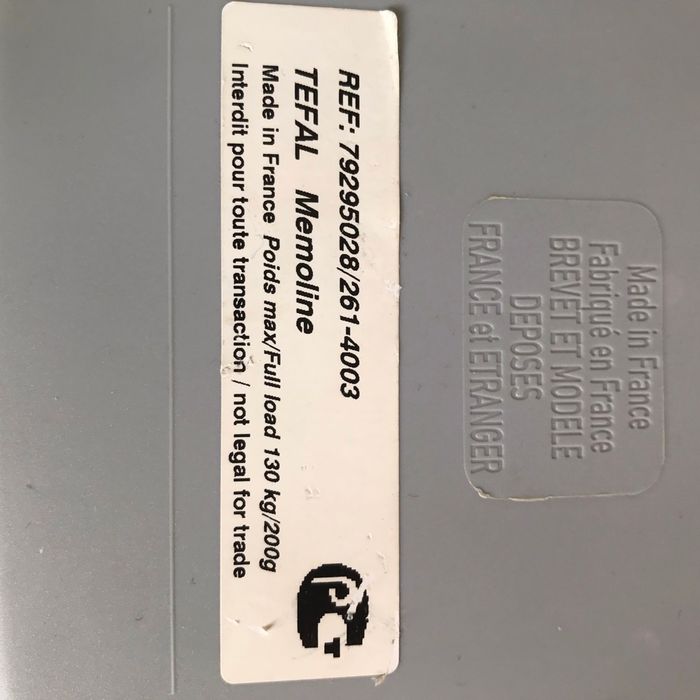 REF: 79295028/261-4003
TEFAL Memoline
Made in France Poids max/Full load 130 kg/200g
Interdit pour toute transaction / not legal for trade
Made in France
Fabriqué en France
BREVET ET MODELE
DEPOSES
FRANCE et ETRANGER